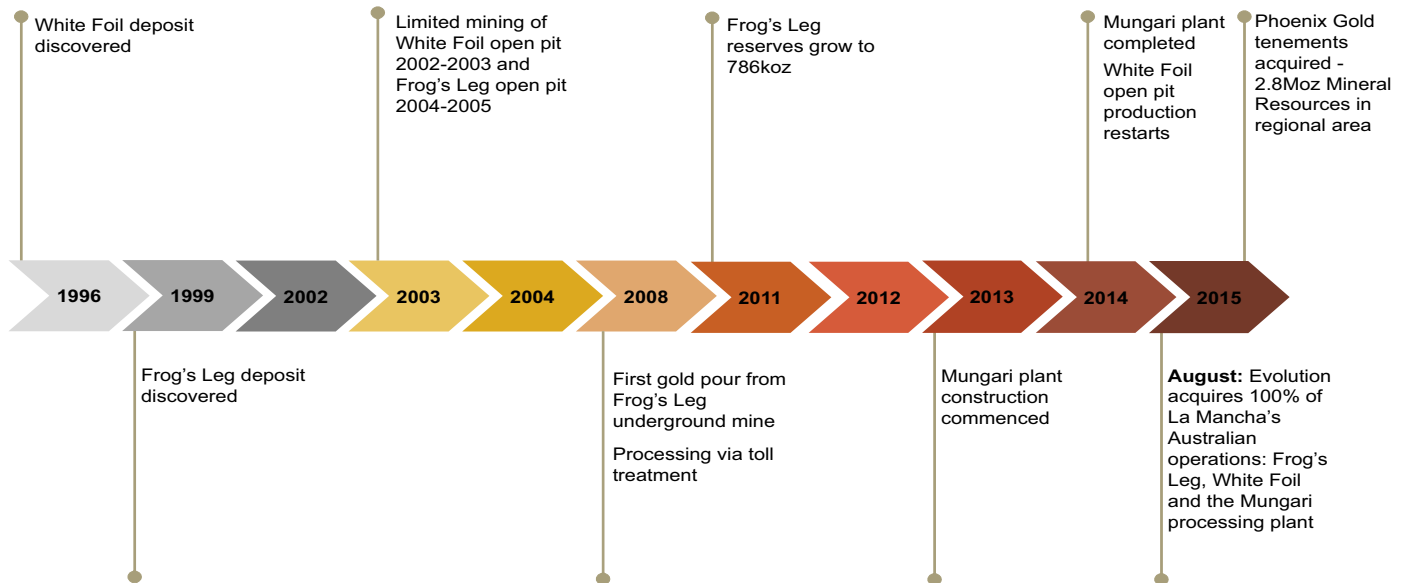 White Foil deposit
discovered
Limited mining of
White Foil open pit
2002-2003 and
Frog's Leg open pit
2004-2005
Frog's Leg
reserves grow to
786koz
Mungari plant
completed
White Foil
open pit
production
restarts
Phoenix Gold
tenements
acquired -
2.8Moz Mineral
Resources in
regional area
1996
1999
2002
2003
2004
2008
2011
2012
2013
2014
2015
Frog's Leg deposit
discovered
First gold pour from
Frog's Leg
underground mine
Processing via toll
treatment
Mungari plant
construction
commenced
August: Evolution
acquires 100% of
La Mancha's
Australian
operations: Frog's
Leg, White Foil
and the Mungari
processing plant